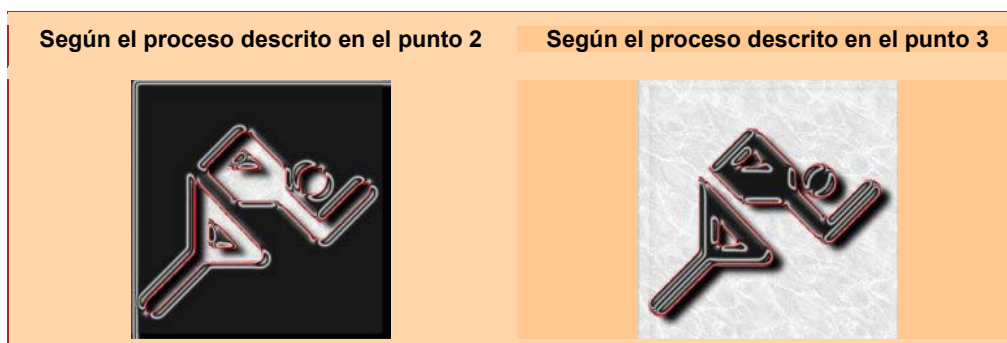 Según el proceso descrito en el punto 2
Según el proceso descrito en el punto 3